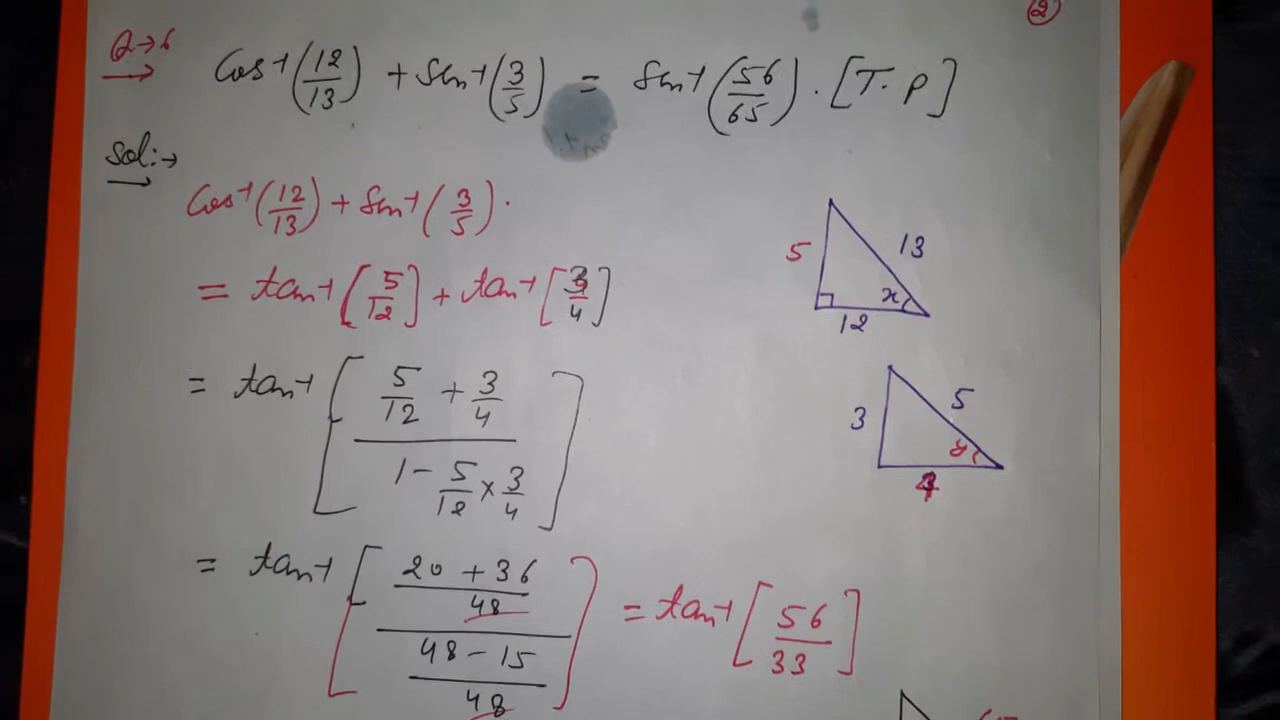 ②
Q→6 Cos⁻¹(12/13) + Sin⁻¹(3/5) = Sin⁻¹(56/65) . [T. P]
Sol:→
Cos⁻¹(12/13) + Sin⁻¹(3/5) .
= tan⁻¹[5/12] + tan⁻¹[3/4]
5 13 x 12
= tan⁻¹[(5/12 + 3/4)/(1 - 5/12 × 3/4)]
3 5 y 4
= tan⁻¹[((20 + 36)/48)/((48 - 15)/48)] = tan⁻¹[56/33]